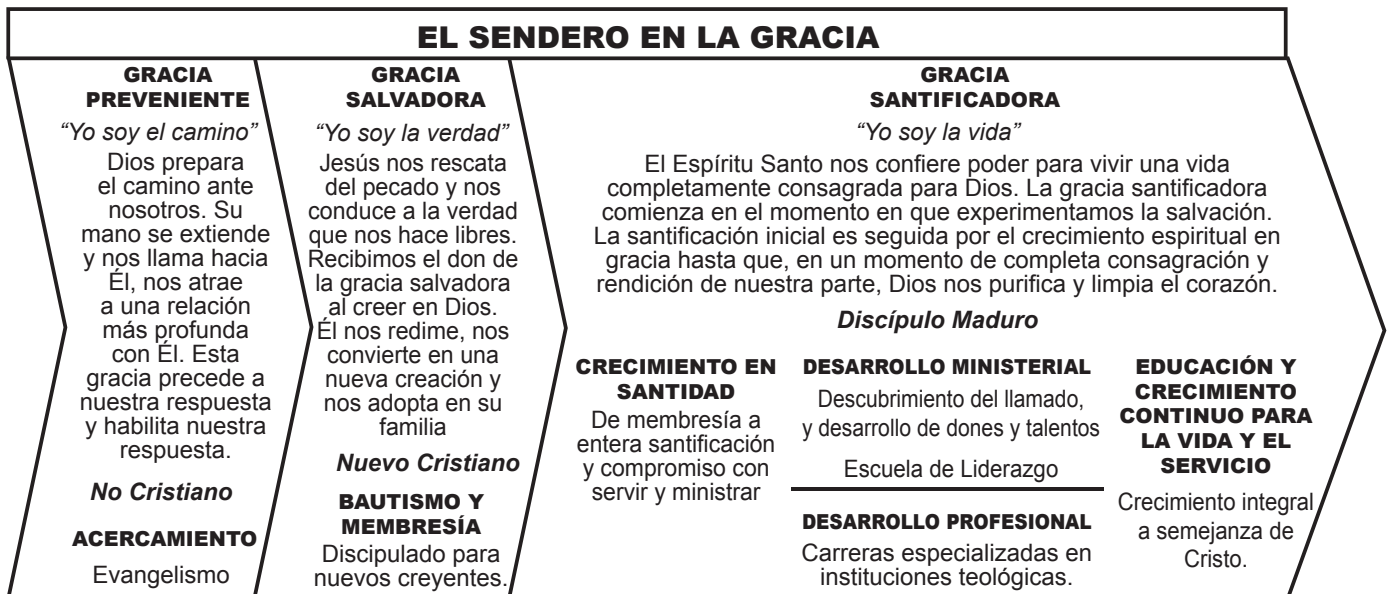 EL SENDERO EN LA GRACIA
GRACIA
PREVENIENTE
“Yo soy el camino”
Dios prepara
el camino ante
nosotros. Su
mano se extiende
y nos llama hacia
Él, nos atrae
a una relación
más profunda
con Él. Esta
gracia precede a
nuestra respuesta
y habilita nuestra
respuesta.
No Cristiano
ACERCAMIENTO
Evangelismo
GRACIA
SALVADORA
“Yo soy la verdad”
Jesús nos rescata
del pecado y nos
conduce a la verdad
que nos hace libres.
Recibimos el don de
la gracia salvadora
al creer en Dios.
Él nos redime, nos
convierte en una
nueva creación y
nos adopta en su
familia
Nuevo Cristiano
BAUTISMO Y
MEMBRESÍA
Discipulado para
nuevos creyentes.
GRACIA
SANTIFICADORA
“Yo soy la vida”
El Espíritu Santo nos confiere poder para vivir una vida
completamente consagrada para Dios. La gracia santificadora
comienza en el momento en que experimentamos la salvación.
La santificación inicial es seguida por el crecimiento espiritual en
gracia hasta que, en un momento de completa consagración y
rendición de nuestra parte, Dios nos purifica y limpia el corazón.
Discípulo Maduro
CRECIMIENTO EN
SANTIDAD
De membresía a
entera santificación
y compromiso con
servir y ministrar
DESARROLLO MINISTERIAL
Descubrimiento del llamado,
y desarrollo de dones y talentos
Escuela de Liderazgo
DESARROLLO PROFESIONAL
Carreras especializadas en
instituciones teológicas.
EDUCACIÓN Y
CRECIMIENTO
CONTINUO PARA
LA VIDA Y EL
SERVICIO
Crecimiento integral
a semejanza de
Cristo.